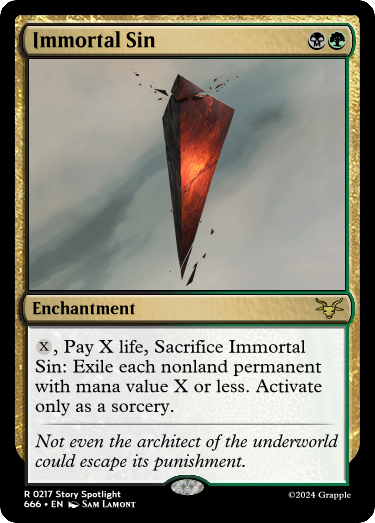 Immortal Sin
Enchantment
X, Pay X life, Sacrifice Immortal
Sin: Exile each nonland permanent
with mana value X or less. Activate
only as a sorcery.
Not even the architect of the underworld
could escape its punishment.
R 0217 Story Spotlight
666 • EN Sam Lamont
©2024 Grapple